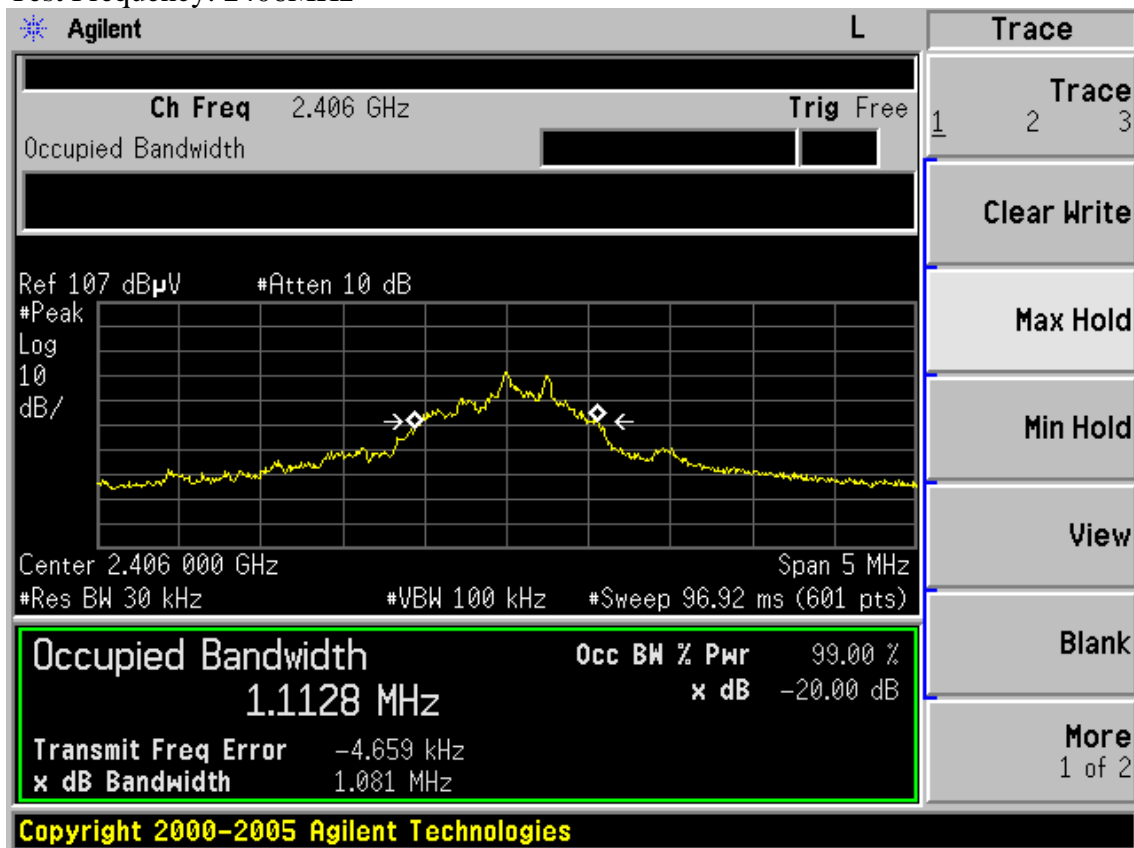 Agilent L Trace
Ch Freq 2.406 GHz Trig Free
Occupied Bandwidth
Trace
1 2 3
Clear Write
Max Hold
Min Hold
View
Blank
More
1 of 2
Ref 107 dBµV #Atten 10 dB
#Peak
Log
10
dB/
Center 2.406 000 GHz Span 5 MHz
#Res BW 30 kHz #VBW 100 kHz #Sweep 96.92 ms (601 pts)
Occupied Bandwidth Occ BW % Pwr 99.00 %
1.1128 MHz x dB -20.00 dB
Transmit Freq Error -4.659 kHz
x dB Bandwidth 1.081 MHz
Copyright 2000-2005 Agilent Technologies